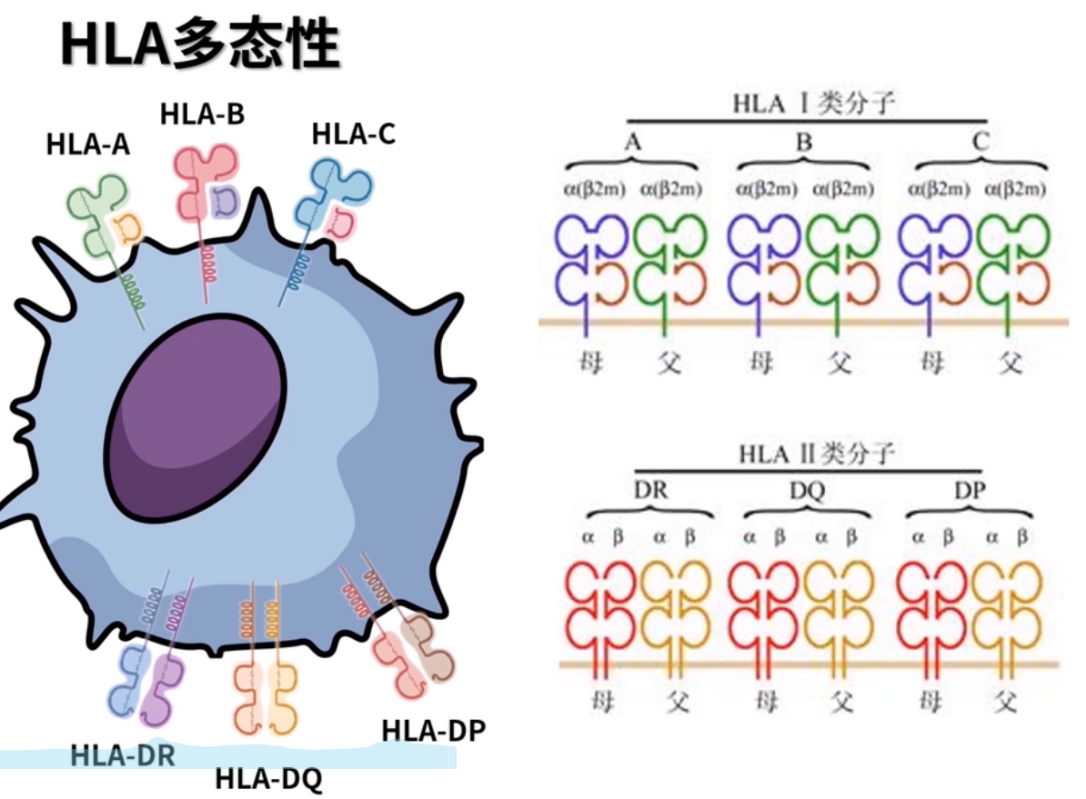 HLA多态性
HLA-A
HLA-B
HLA-C
HLA-DR
HLA-DQ
HLA-DP
HLA Ⅰ类分子
A B C
α(β2m) α(β2m) α(β2m) α(β2m) α(β2m) α(β2m)
母 父 母 父 母 父
HLA Ⅱ类分子
DR DQ DP
α β α β α β α β α β α β
母 父 母 父 母 父